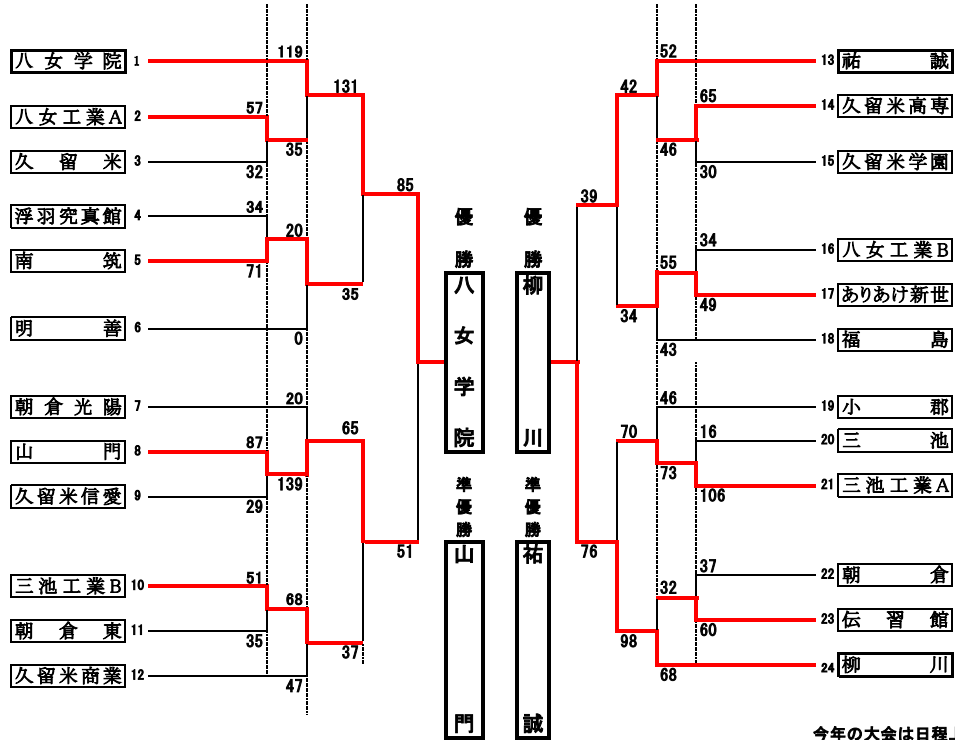 八女学院 1
119
八女工業A 2
57
131
35
久留米 3
32
浮羽究真館 4
34
85
20
南筑 5
71
35
明善 6
0
朝倉光陽 7
20
65
山門 8
87
139
久留米信愛 9
29
51
三池工業B 10
51
68
朝倉東 11
35
37
久留米商業 12
47
優勝
八女学院
準優勝
山門
優勝
柳川
準優勝
祐誠
52
13 祐誠
42
65
14 久留米高専
46
15 久留米学園
30
39
34
16 八女工業B
55
17 ありあけ新世
49
34
18 福島
43
46
19 小郡
70
16
20 三池
73
21 三池工業A
106
76
37
22 朝倉
32
23 伝習館
60
98
24 柳川
68
今年の大会は日程